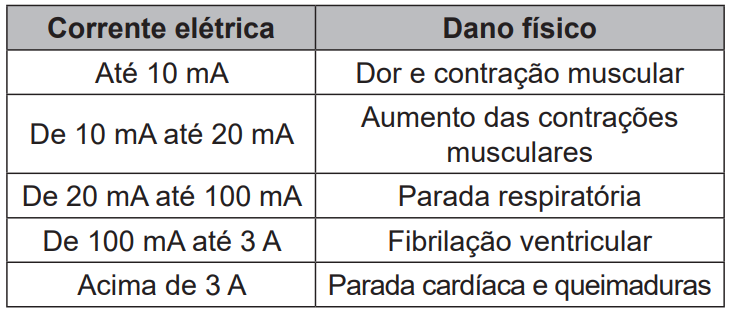 Corrente elétrica Dano físico
Até 10 mA Dor e contração muscular
De 10 mA até 20 mA Aumento das contrações
musculares
De 20 mA até 100 mA Parada respiratória
De 100 mA até 3 A Fibrilação ventricular
Acima de 3 A Parada cardíaca e queimaduras